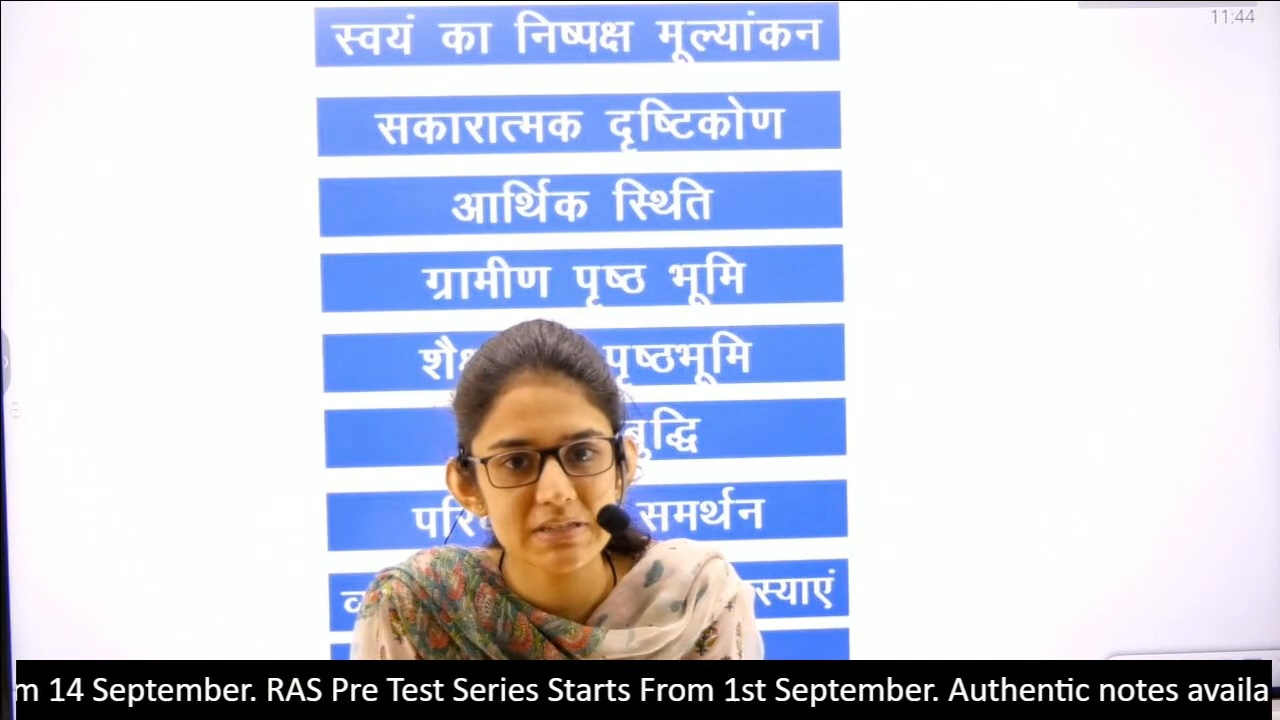 11:44
स्वयं का निष्पक्ष मूल्यांकन
सकारात्मक दृष्टिकोण
आर्थिक स्थिति
ग्रामीण पृष्ठ भूमि
पृष्ठभूमि
बुद्धि
समर्थन
m 14 September. RAS Pre Test Series Starts From 1st September. Authentic notes availa